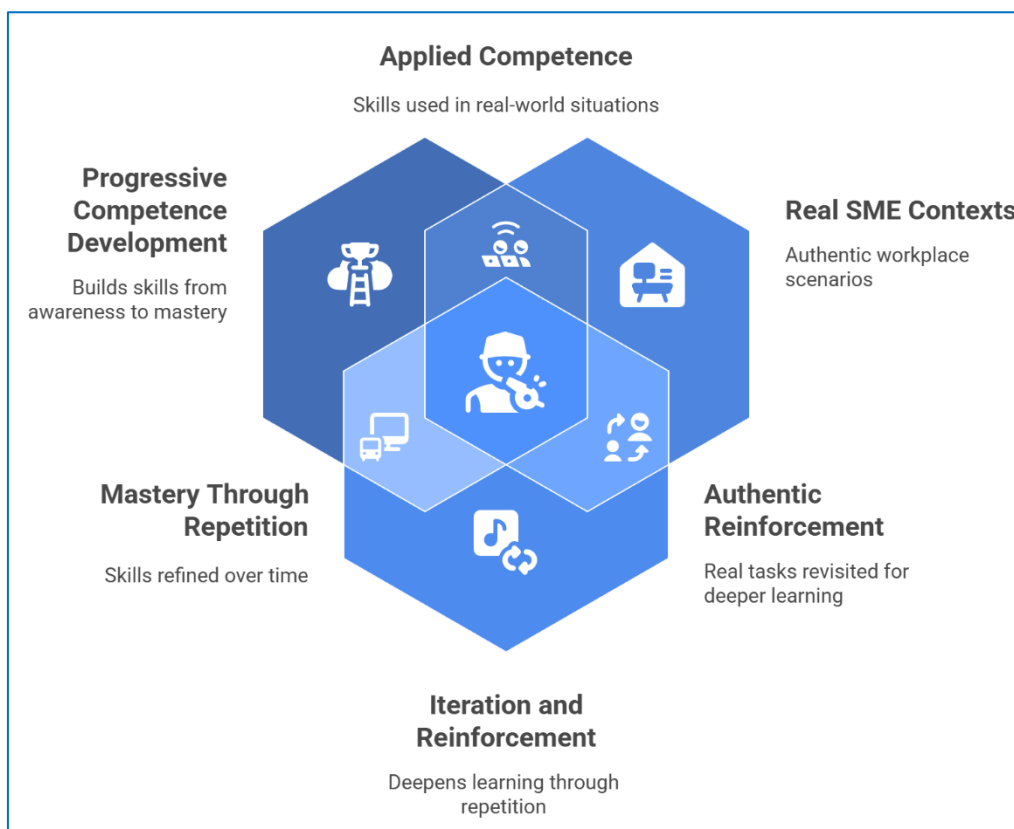 Applied Competence
Skills used in real-world situations
Progressive
Competence
Development
Builds skills from
awareness to mastery
Real SME Contexts
Authentic workplace
scenarios
Mastery Through
Repetition
Skills refined over time
Authentic
Reinforcement
Real tasks revisited for
deeper learning
Iteration and
Reinforcement
Deepens learning through
repetition